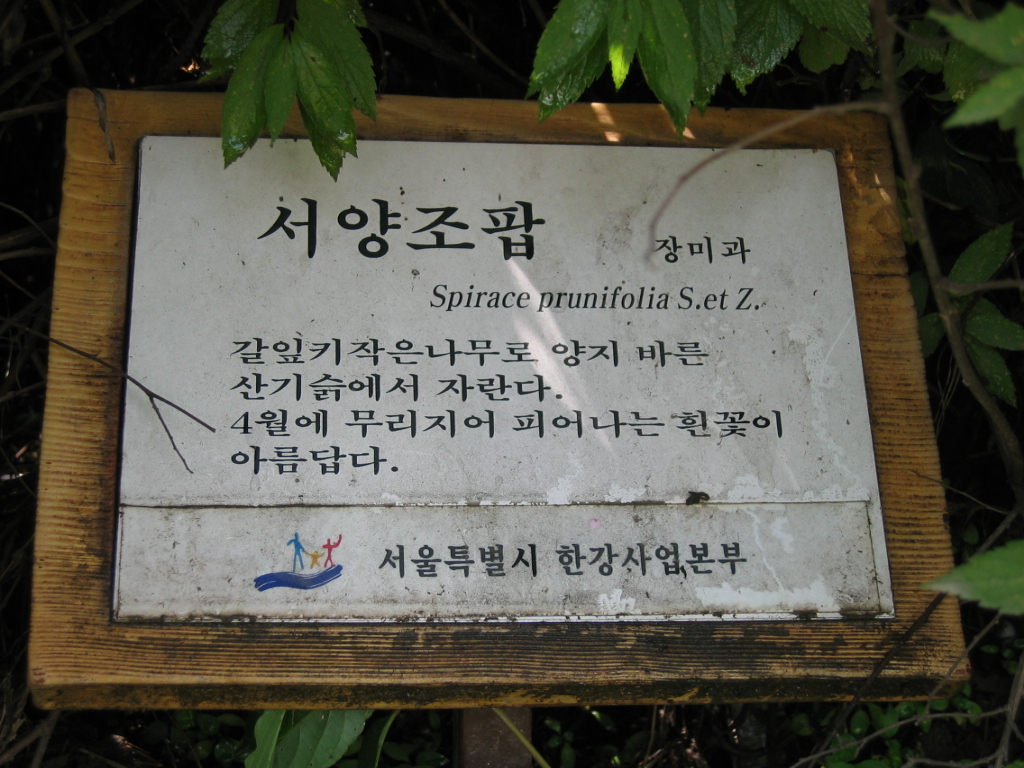 서양조팝 장미과
Spirace prunifolia S.et Z.
갈잎키작은나무로 양지 바른
산기슭에서 자란다.
4월에 무리지어 피어나는 흰꽃이
아름답다.
서울특별시 한강사업본부